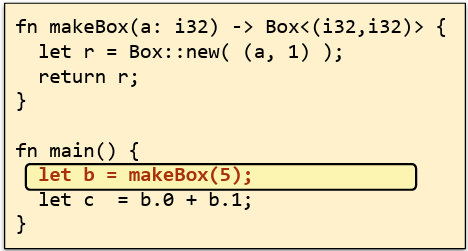 fn makeBox(a: i32) -> Box<(i32,i32)> {
  let r = Box::new( (a, 1) );
  return r;
}

fn main() {
  let b = makeBox(5);
  let c  = b.0 + b.1;
}